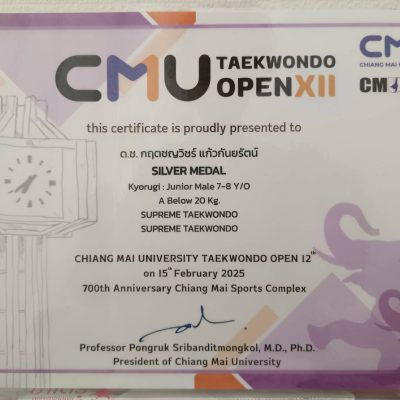 CMU TAEKWONDO
OPENXII
CM
CHIANG MAI
CM
this certificate is proudly presented to
ด.ช. กฤตชญวิชร์ แก้วกันยรัตน์
SILVER MEDAL
Kyorugi : Junior Male 7-8 Y/O
A Below 20 Kg.
SUPREME TAEKWONDO
SUPREME TAEKWONDO
CHIANG MAI UNIVERSITY TAEKWONDO OPEN 12th
on 15th February 2025
700th Anniversary Chiang Mai Sports Complex
Professor Pongruk Sribanditmongkol, M.D., Ph.D.
President of Chiang Mai University